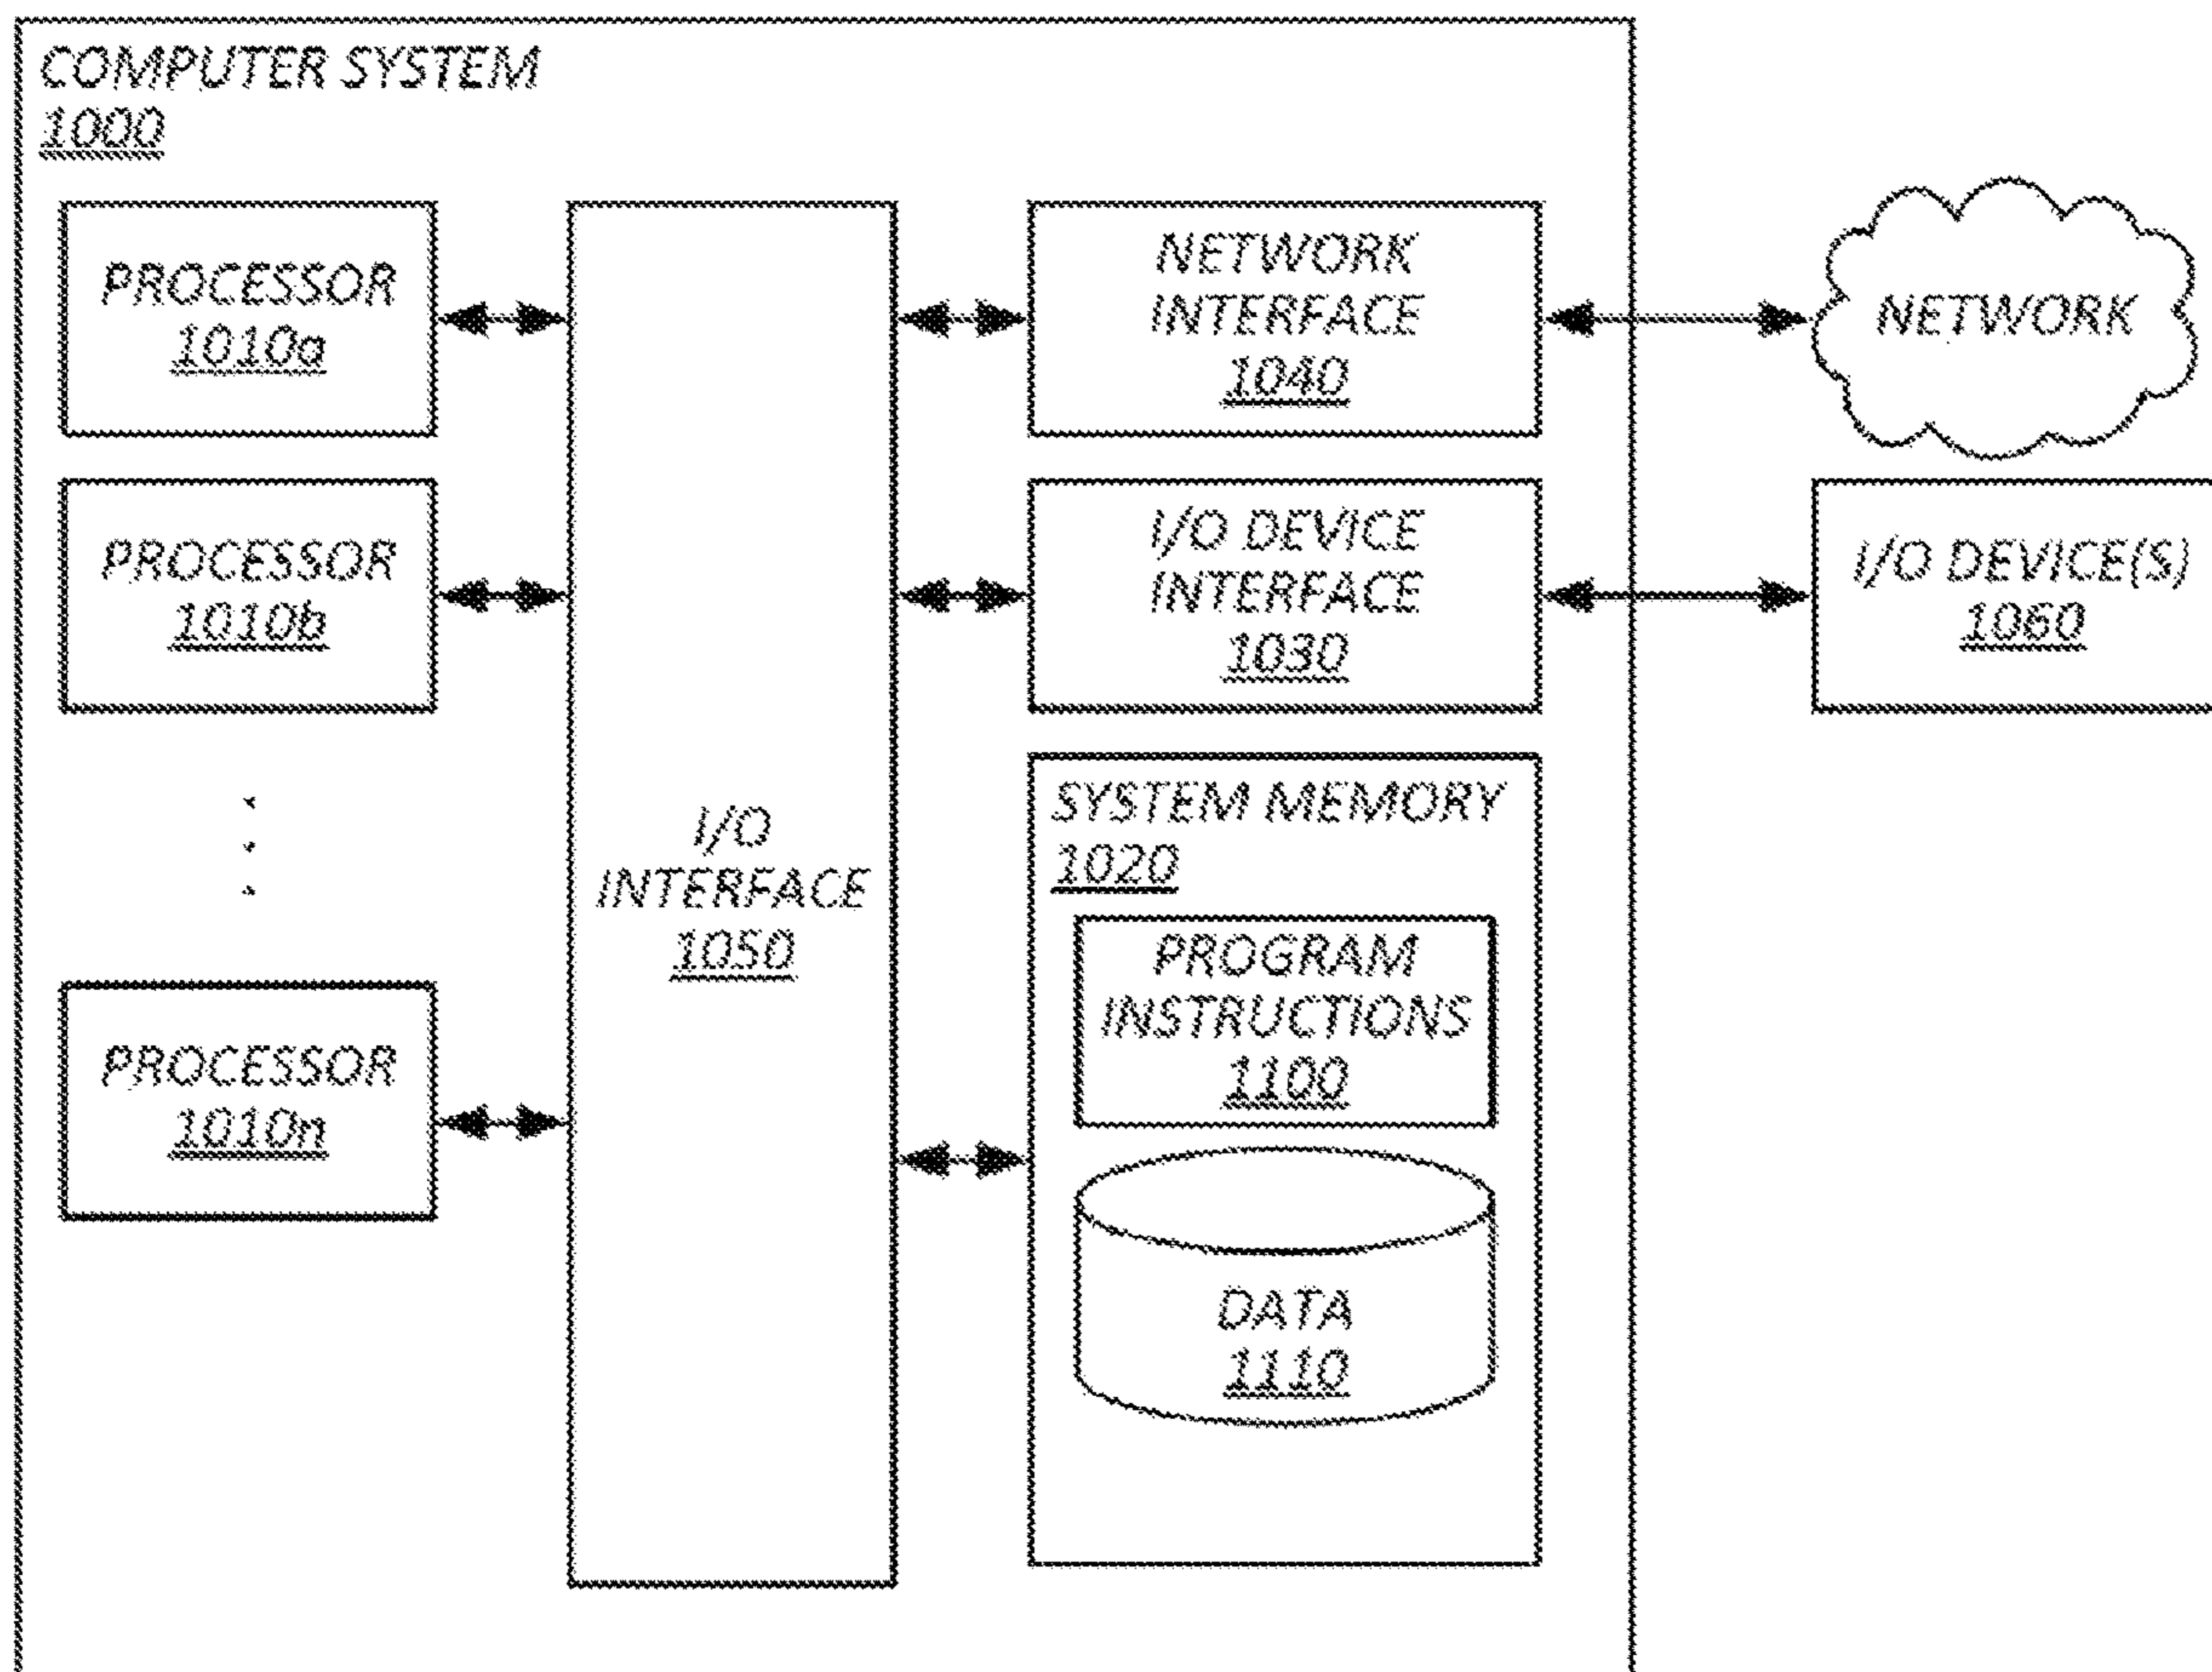 COMPUTER SYSTEM
1000
PROCESSOR
1010a
PROCESSOR
1010b
PROCESSOR
1010n
I/O
INTERFACE
1050
NETWORK
INTERFACE
1040
I/O DEVICE
INTERFACE
1030
SYSTEM MEMORY
1020
PROGRAM
INSTRUCTIONS
1100
DATA
1110
NETWORK
I/O DEVICE(S)
1060